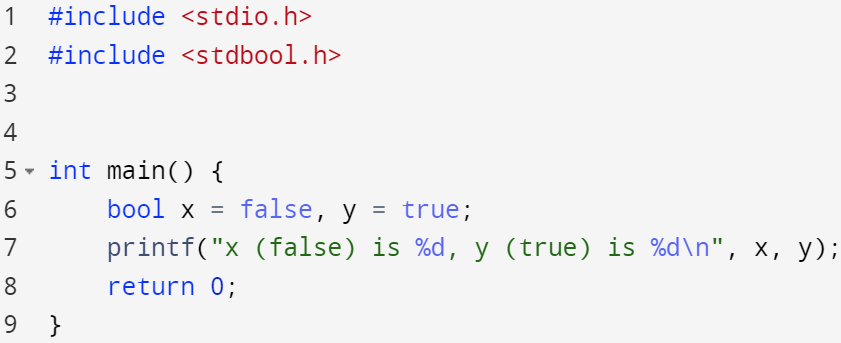 1 #include <stdio.h>
2 #include <stdbool.h>
3
4
5 int main() {
6     bool x = false, y = true;
7     printf("x (false) is %d, y (true) is %d\n", x, y);
8     return 0;
9 }